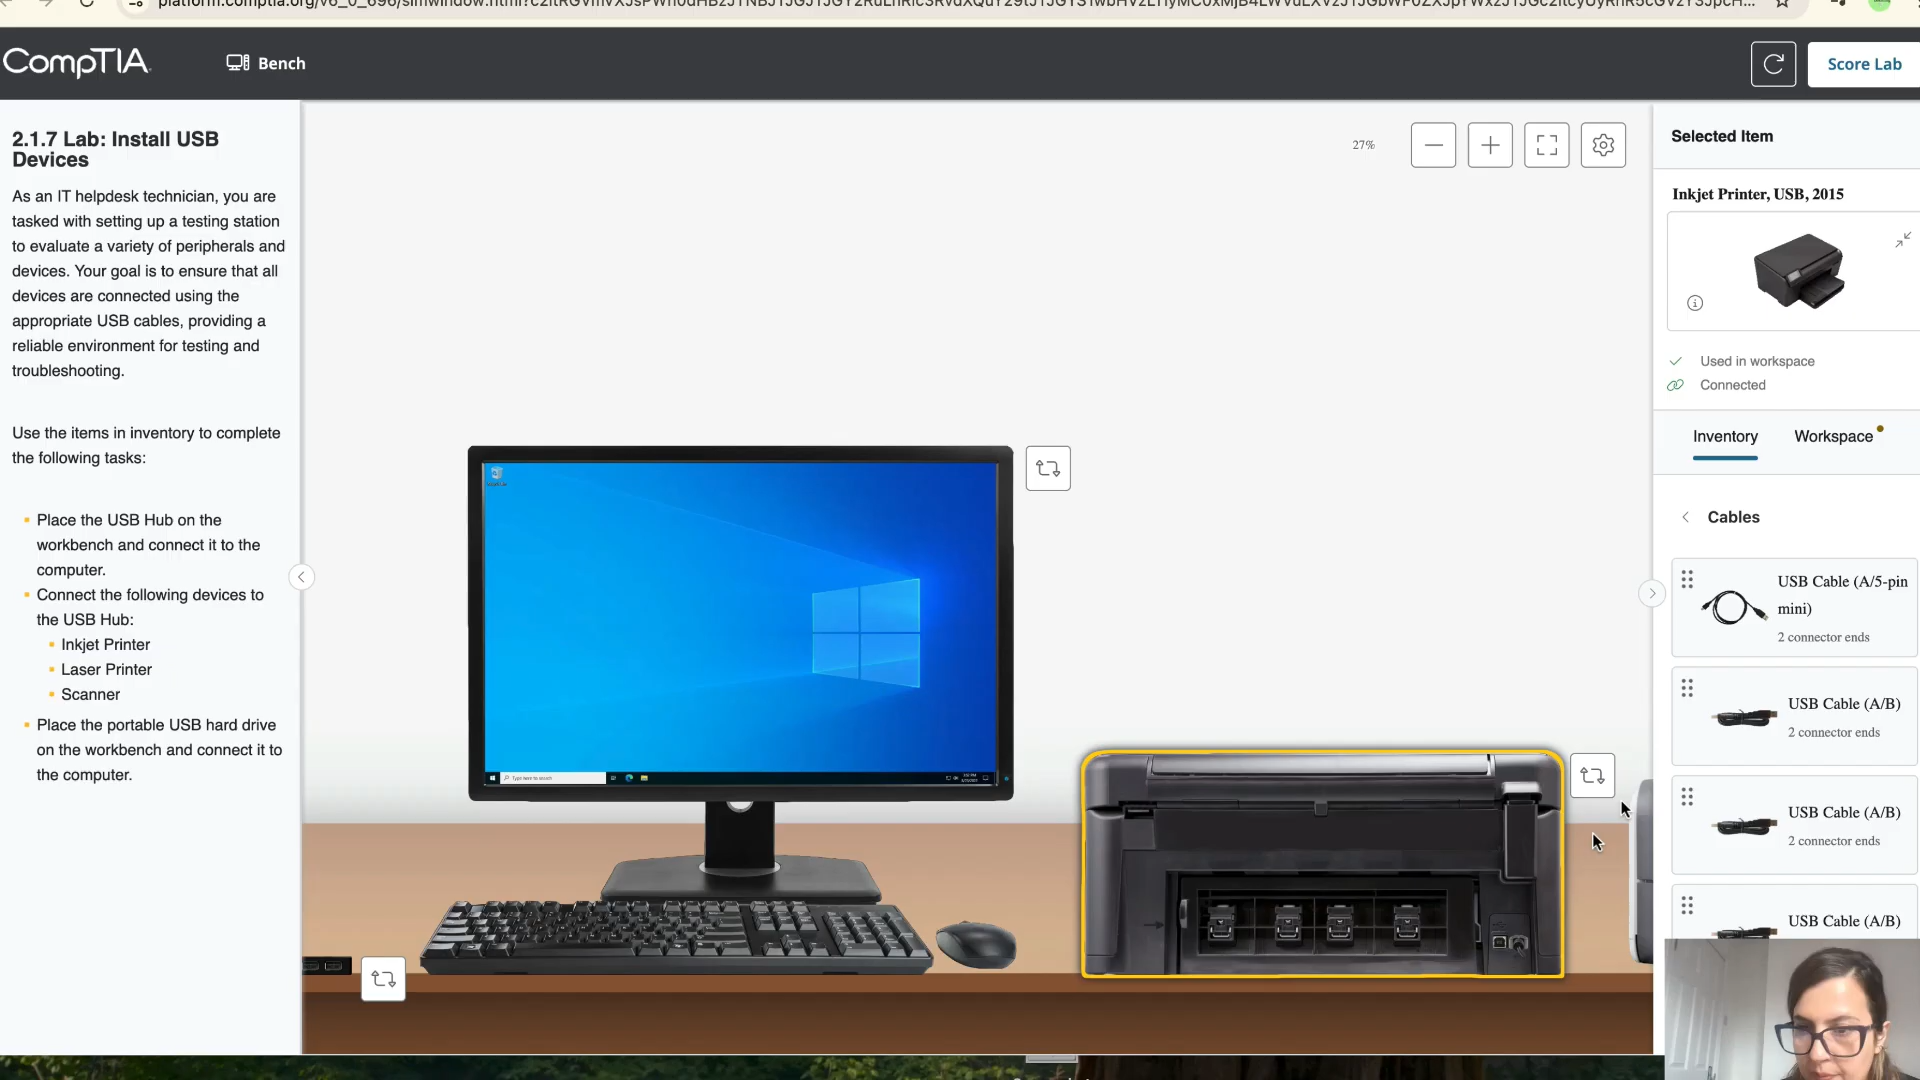 CompTIA.
Bench
Score Lab
2.1.7 Lab: Install USB
Devices
As an IT helpdesk technician, you are
tasked with setting up a testing station
to evaluate a variety of peripherals and
devices. Your goal is to ensure that all
devices are connected using the
appropriate USB cables, providing a
reliable environment for testing and
troubleshooting.
Use the items in inventory to complete
the following tasks:
Place the USB Hub on the
workbench and connect it to the
computer.
Connect the following devices to
the USB Hub:
Inkjet Printer
Laser Printer
Scanner
Place the portable USB hard drive
on the workbench and connect it to
the computer.
27%
Type here to search
Selected Item
Inkjet Printer, USB, 2015
Used in workspace
Connected
Inventory
Workspace
Cables
USB Cable (A/5-pin
mini)
2 connector ends
USB Cable (A/B)
2 connector ends
USB Cable (A/B)
2 connector ends
USB Cable (A/B)